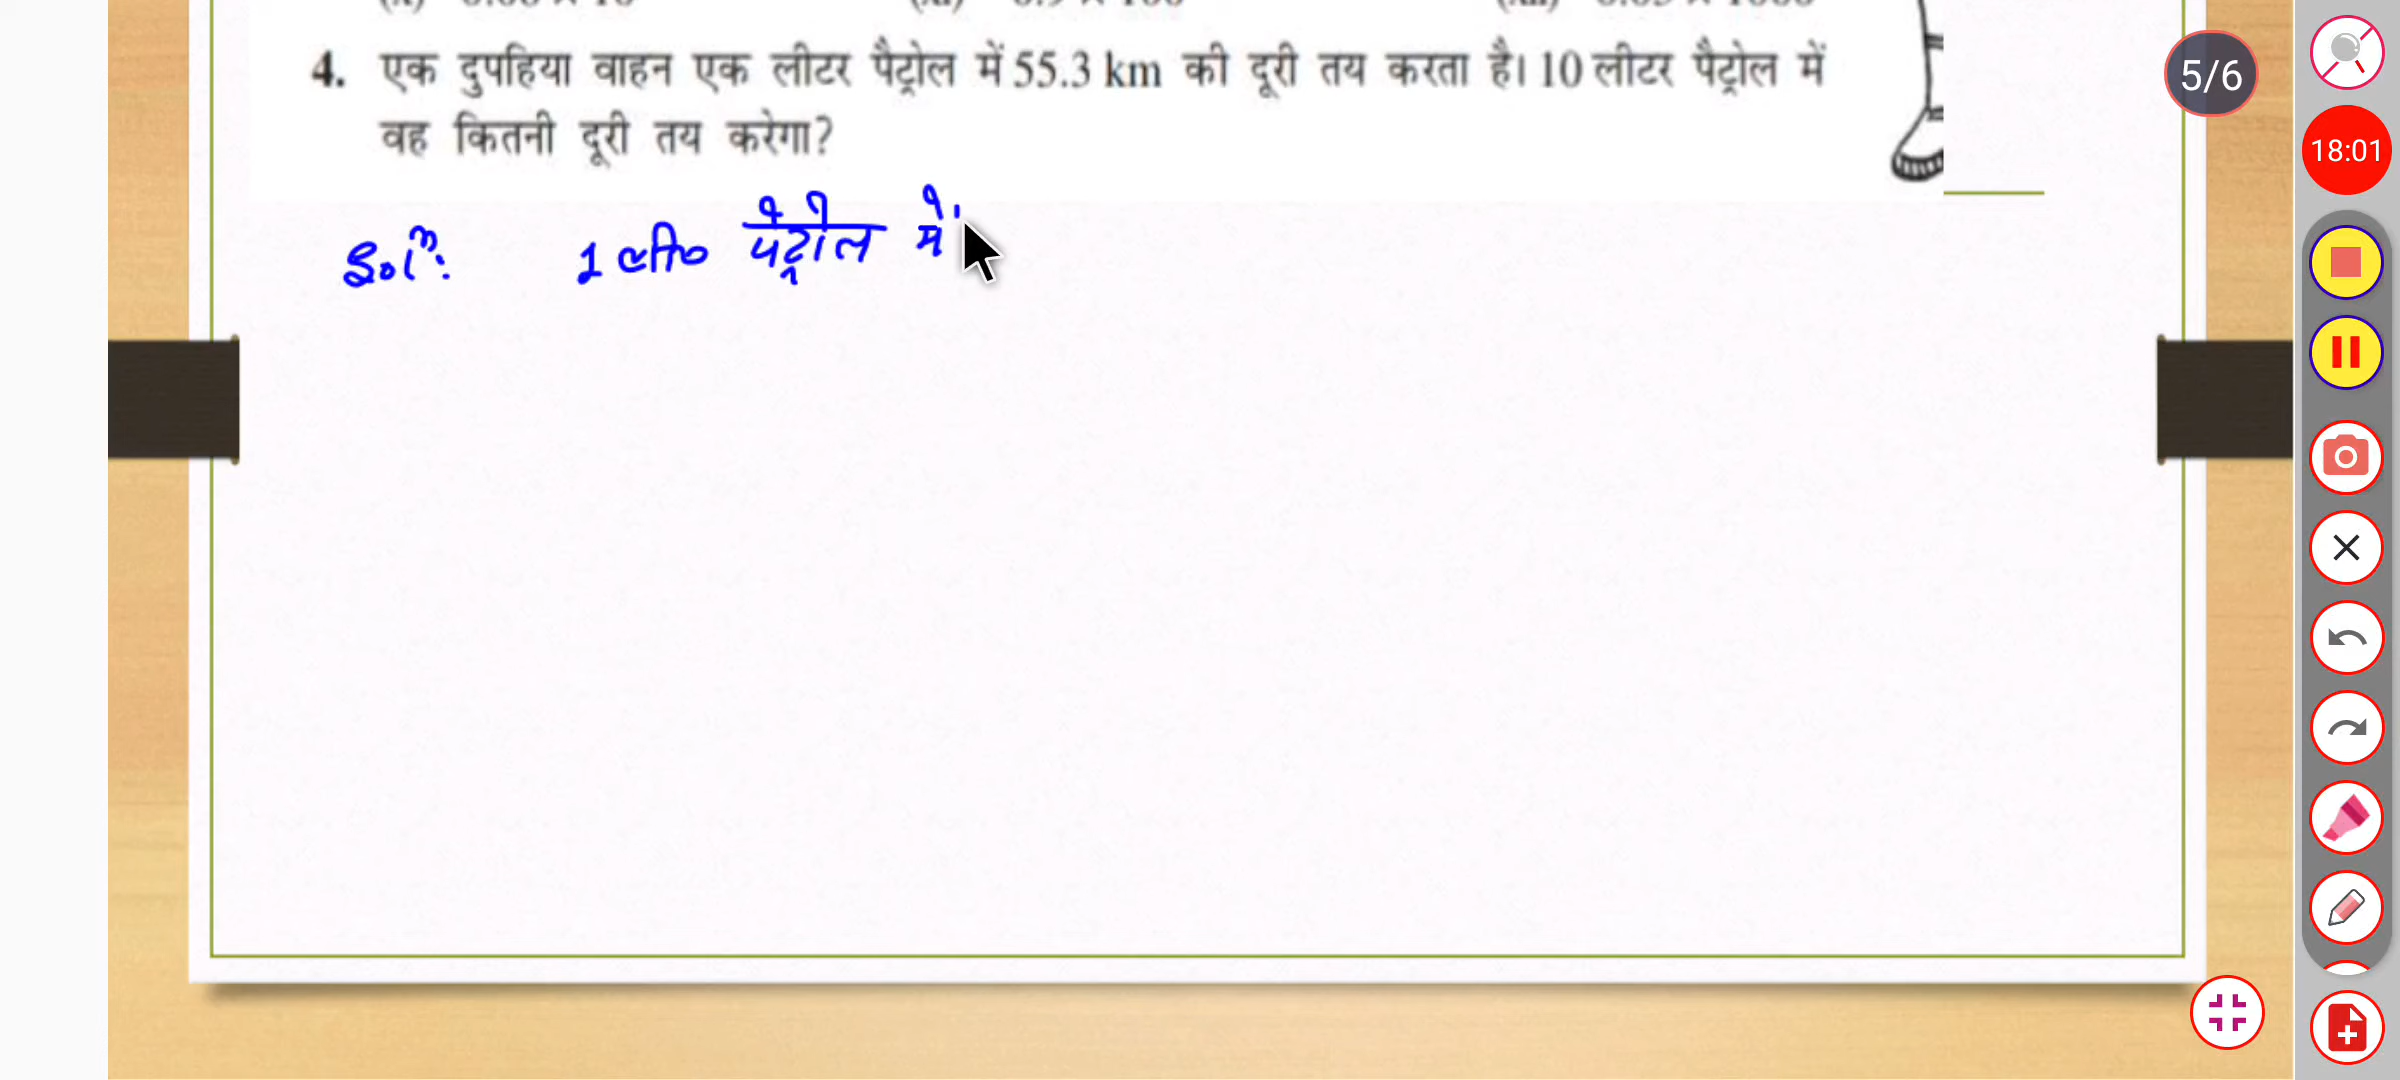 4. एक दुपहिया वाहन एक लीटर पैट्रोल में 55.3 km की दूरी तय करता है। 10 लीटर पैट्रोल में
वह कितनी दूरी तय करेगा?
5/6
18:01
Solⁿ: 1 ली० पैट्रोल में